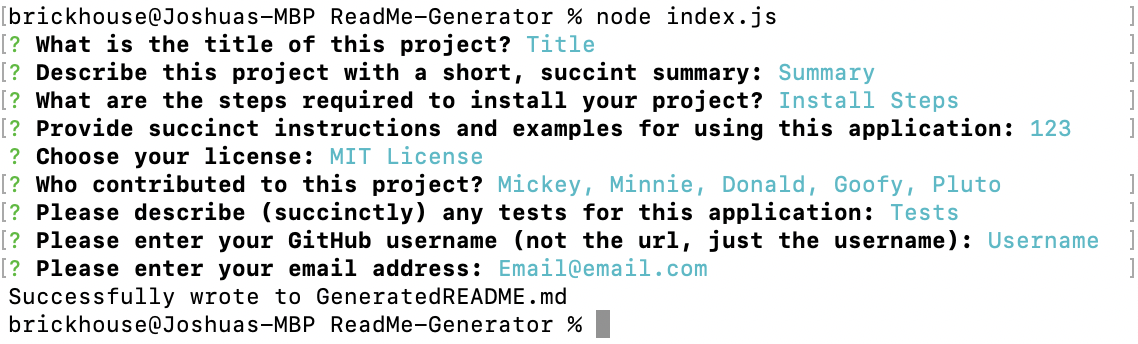 [brickhouse@Joshuas-MBP ReadMe-Generator % node index.js ]
[? What is the title of this project? Title ]
[? Describe this project with a short, succint summary: Summary ]
[? What are the steps required to install your project? Install Steps ]
[? Provide succinct instructions and examples for using this application: 123 ]
? Choose your license: MIT License
[? Who contributed to this project? Mickey, Minnie, Donald, Goofy, Pluto ]
[? Please describe (succinctly) any tests for this application: Tests ]
[? Please enter your GitHub username (not the url, just the username): Username ]
[? Please enter your email address: Email@email.com ]
Successfully wrote to GeneratedREADME.md
brickhouse@Joshuas-MBP ReadMe-Generator %